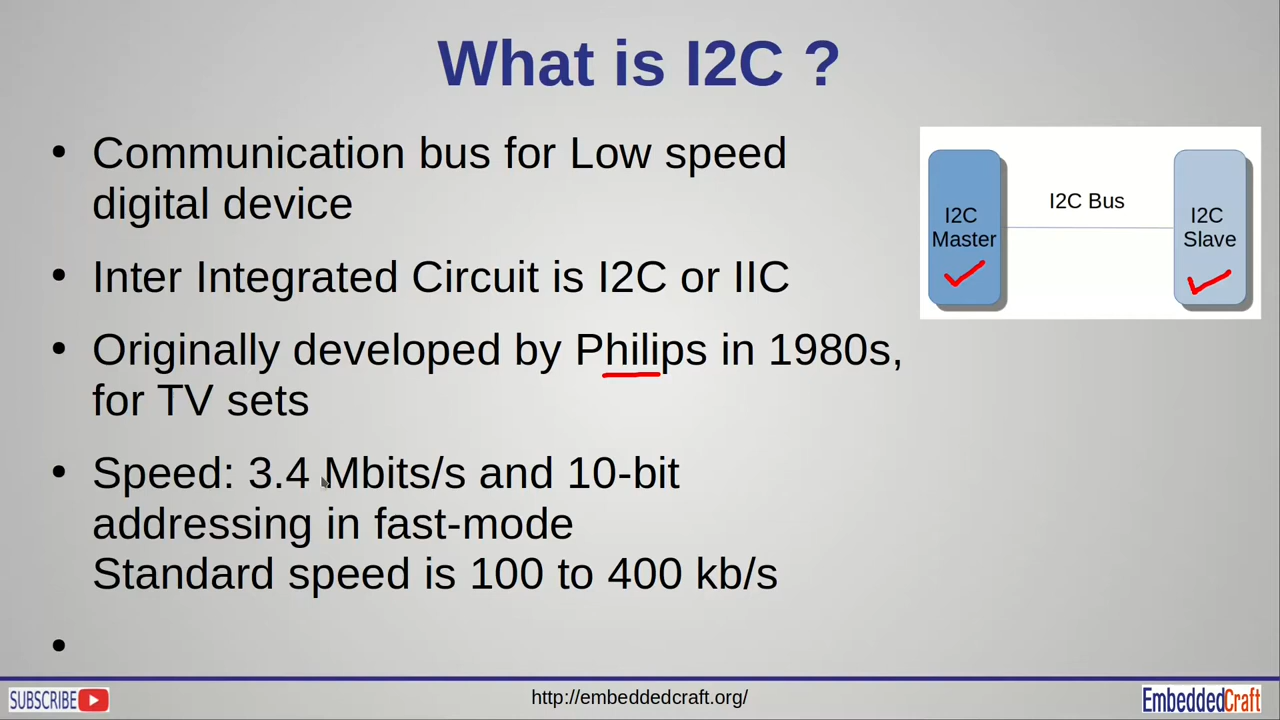 What is I2C ?
• Communication bus for Low speed
digital device
• Inter Integrated Circuit is I2C or IIC
• Originally developed by Philips in 1980s,
for TV sets
• Speed: 3.4 Mbits/s and 10-bit
addressing in fast-mode
Standard speed is 100 to 400 kb/s
•
I2C
Master
I2C Bus
I2C
Slave
SUBSCRIBE
http://embeddedcraft.org/
EmbeddedCraft